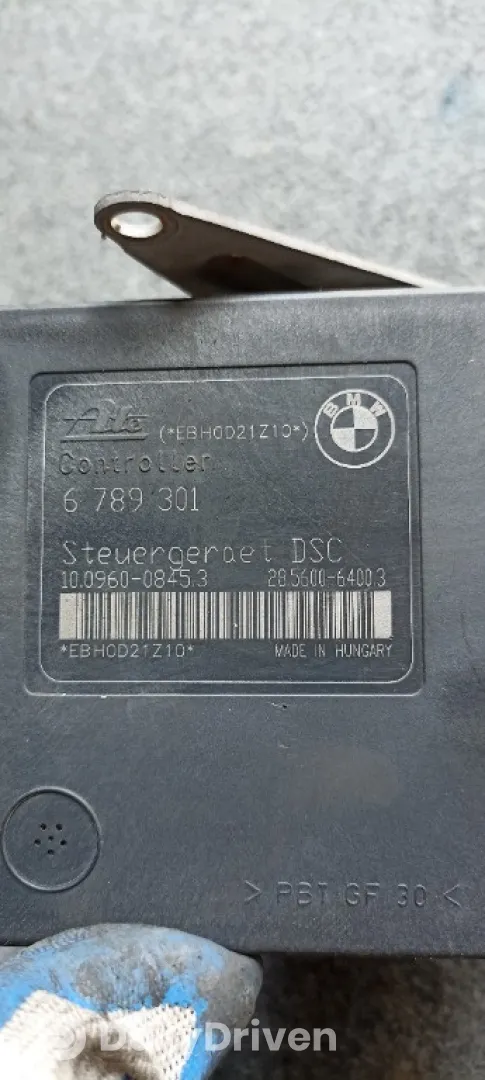 Ate (*EBH0D21Z10*) BMW
Controller
6 789 301
Steuergeraet DSC
10.0960-0845.3 28.5600-6400.3
*EBH0D21Z10* MADE IN HUNGARY
> PBT GF 30 <
DailyDriven